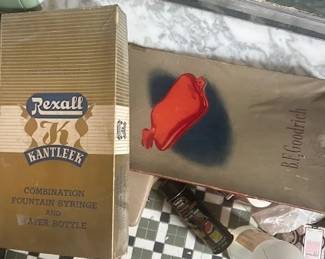 Rexall
K
KANTLEEK
COMBINATION
FOUNTAIN SYRINGE
AND
WATER BOTTLE
B.F. Goodrich